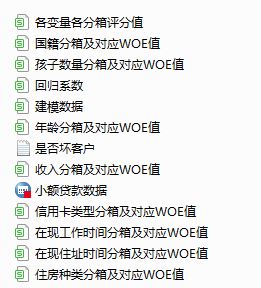 各变量各分箱评分值
国籍分箱及对应WOE值
孩子数量分箱及对应WOE值
回归系数
建模数据
年龄分箱及对应WOE值
是否坏客户
收入分箱及对应WOE值
小额贷款数据
信用卡类型分箱及对应WOE值
在现工作时间分箱及对应WOE值
在现住址时间分箱及对应WOE值
住房种类分箱及对应WOE值